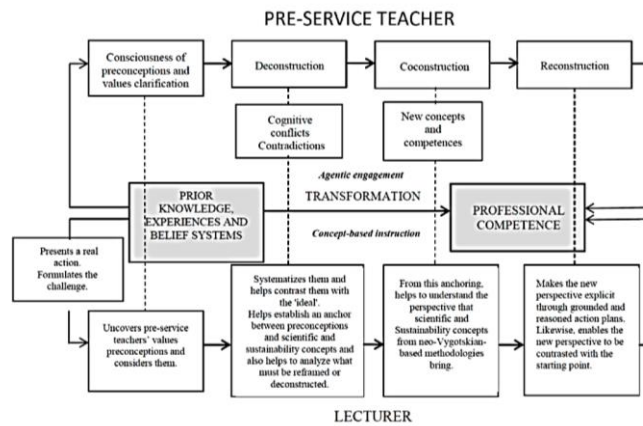 PRE-SERVICE TEACHER
Consciousness of
preconceptions and
values clarification
Deconstruction
Coconstruction
Reconstruction
Cognitive
conflicts
Contradictions
New concepts
and
competences
Agentic engagement
TRANSFORMATION
Concept-based instruction
PRIOR
KNOWLEDGE,
EXPERIENCES AND
BELIEF SYSTEMS
PROFESSIONAL
COMPETENCE
Presents a real
action.
Formulates the
challenge.
Uncovers pre-service
teachers' values
preconceptions and
considers them.
Systematizes them and
helps contrast them with
the 'ideal'.
Helps establish an anchor
between preconceptions
and scientific and
sustainability concepts and
also helps to analyze what
must be reframed or
deconstructed.
From this anchoring,
helps to understand the
perspective that
scientific and
Sustainability concepts
from neo-Vygotskian-
based methodologies
bring.
Makes the new
perspective explicit
through grounded and
reasoned action plans.
Likewise, enables the
new perspective to be
contrasted with the
starting point.
LECTURER